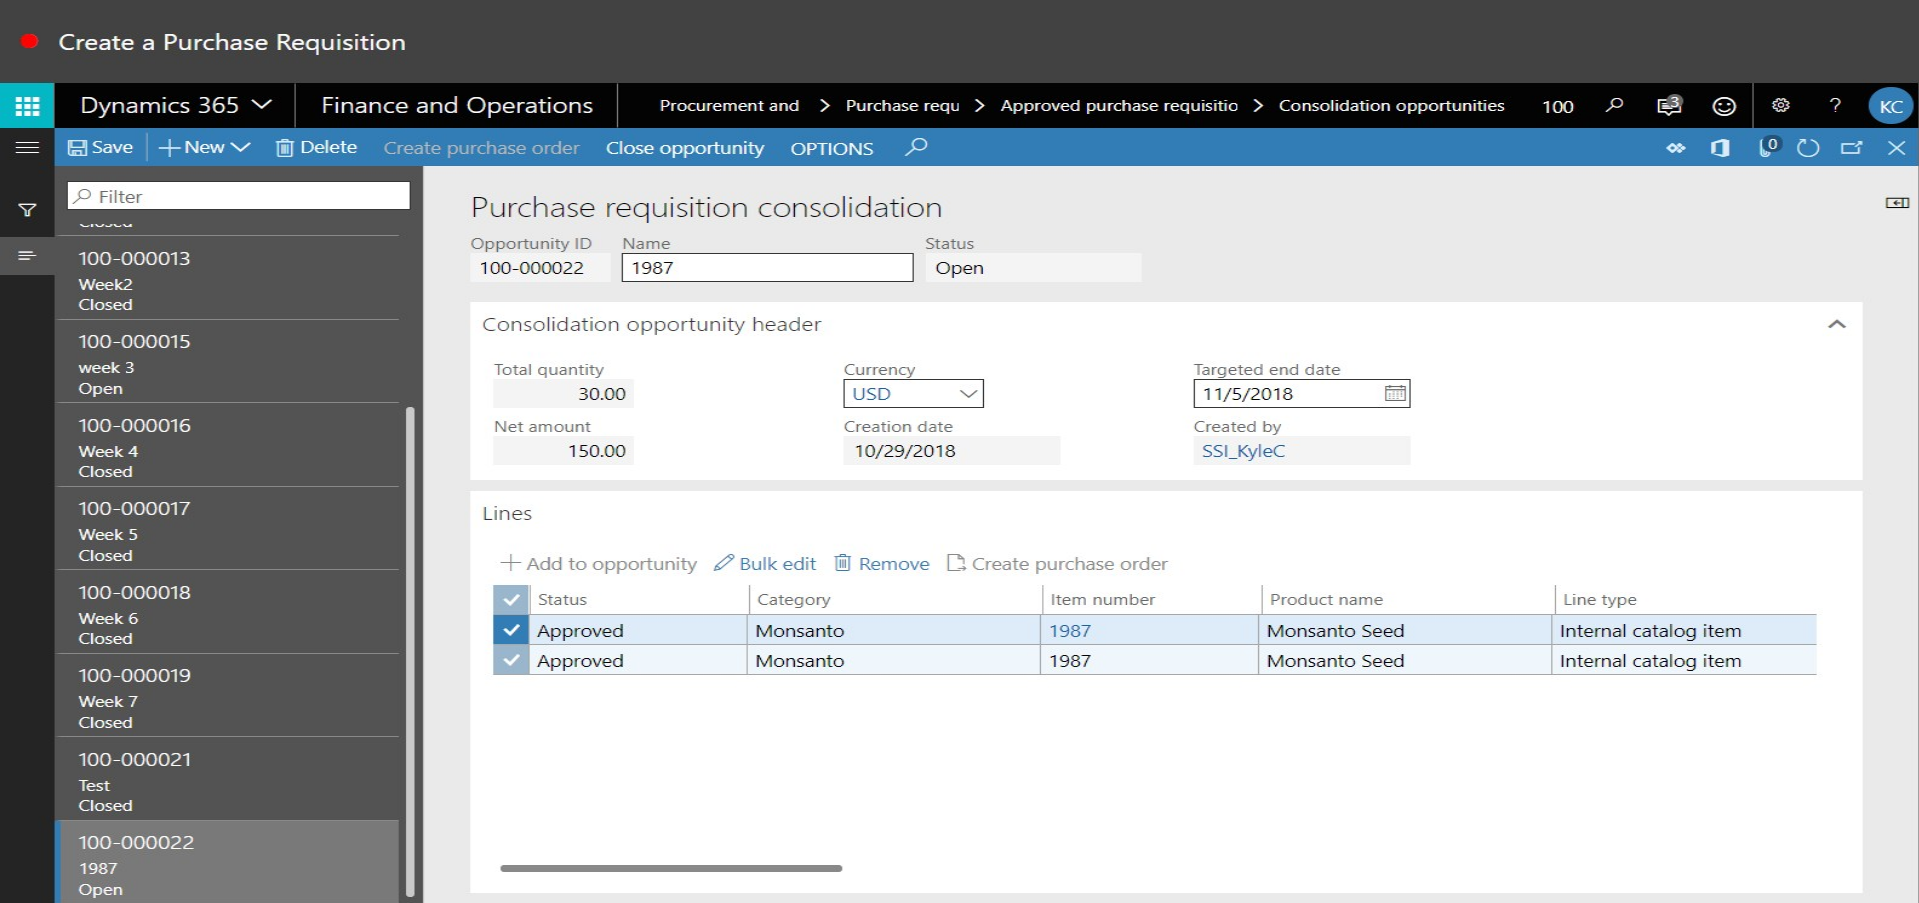 Create a Purchase Requisition
Dynamics 365
Finance and Operations
Procurement and > Purchase requ > Approved purchase requisitio > Consolidation opportunities
100
3
?
KC
Save
New
Delete
Create purchase order
Close opportunity
OPTIONS
0
Filter
Closed
100-000013
Week2
Closed
100-000015
week 3
Open
100-000016
Week 4
Closed
100-000017
Week 5
Closed
100-000018
Week 6
Closed
100-000019
Week 7
Closed
100-000021
Test
Closed
100-000022
1987
Open
Purchase requisition consolidation
Opportunity ID Name Status
100-000022 1987 Open
Consolidation opportunity header
Total quantity Currency Targeted end date
30.00 USD 11/5/2018
Net amount Creation date Created by
150.00 10/29/2018 SSI_KyleC
Lines
Add to opportunity Bulk edit Remove Create purchase order
Status Category Item number Product name Line type
Approved Monsanto 1987 Monsanto Seed Internal catalog item
Approved Monsanto 1987 Monsanto Seed Internal catalog item